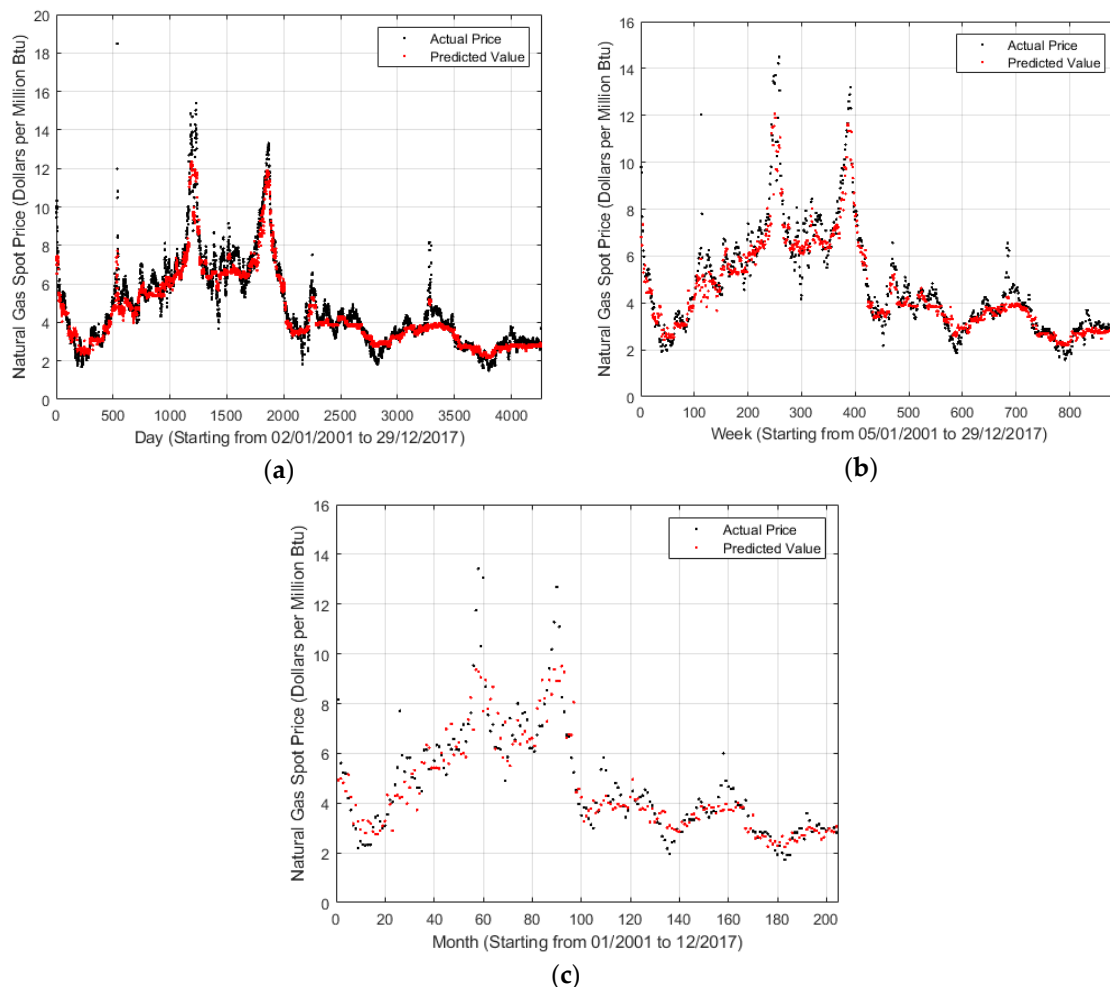 Natural Gas Spot Price (Dollars per Million Btu)
20
18
16
14
12
10
8
6
4
2
0
Actual Price
Predicted Value
0 500 1000 1500 2000 2500 3000 3500 4000
Day (Starting from 02/01/2001 to 29/12/2017)
(a)
Natural Gas Spot Price (Dollars per Million Btu)
16
14
12
10
8
6
4
2
0
Actual Price
Predicted Value
0 100 200 300 400 500 600 700 800
Week (Starting from 05/01/2001 to 29/12/2017)
(b)
Natural Gas Spot Price (Dollars per Million Btu)
16
14
12
10
8
6
4
2
0
Actual Price
Predicted Value
0 20 40 60 80 100 120 140 160 180 200
Month (Starting from 01/2001 to 12/2017)
(c)